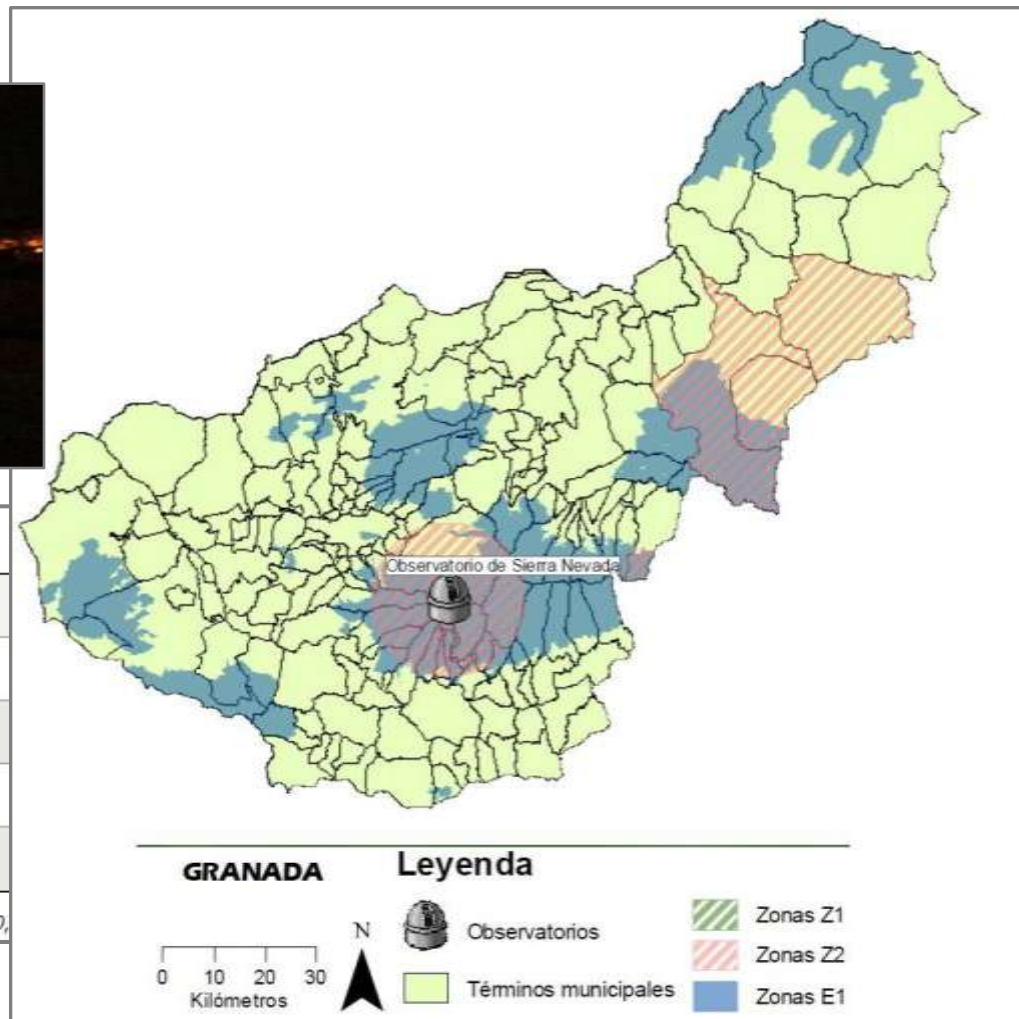 Observatorio de Sierra Nevada
GRANADA
Leyenda
N
Observatorios
Términos municipales
Zonas Z1
Zonas Z2
Zonas E1
0 10 20 30
Kilómetros